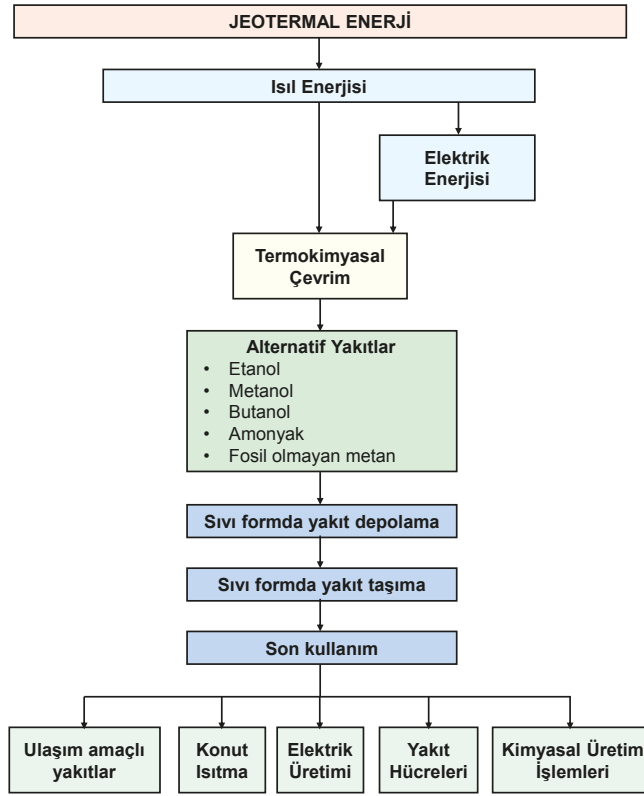 JEOTERMAL ENERJİ
Isıl Enerjisi
Elektrik
Enerjisi
Termokimyasal
Çevrim
Alternatif Yakıtlar
• Etanol
• Metanol
• Butanol
• Amonyak
• Fosil olmayan metan
Sıvı formda yakıt depolama
Sıvı formda yakıt taşıma
Son kullanım
Ulaşım amaçlı
yakıtlar
Konut
Isıtma
Elektrik
Üretimi
Yakıt
Hücreleri
Kimyasal Üretim
İşlemleri